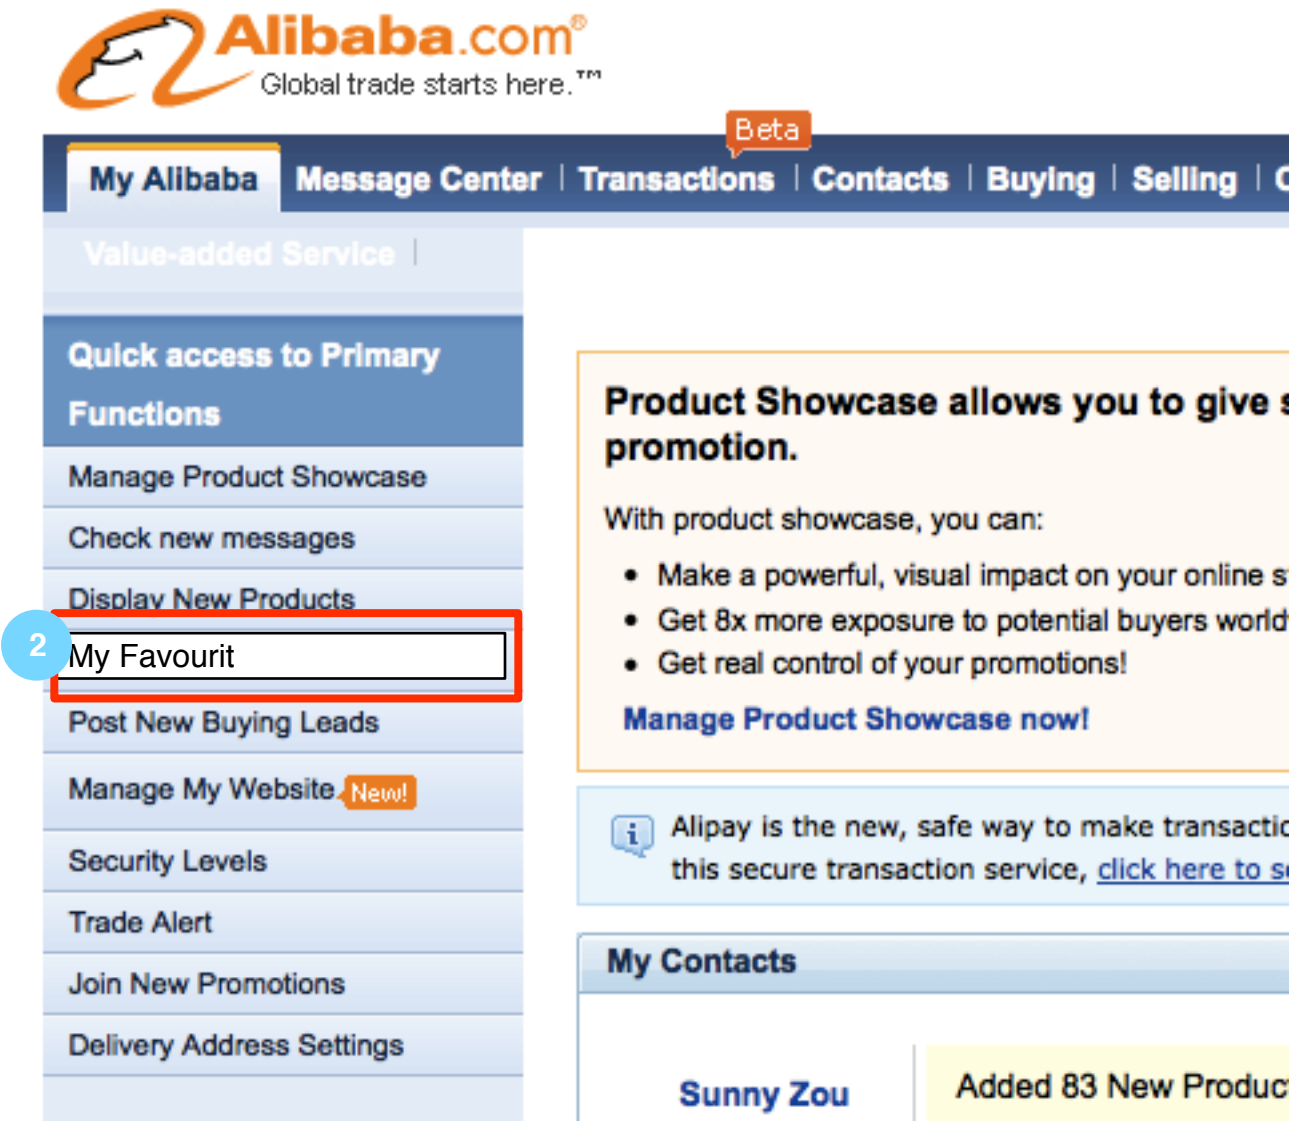 Alibaba.com®
Global trade starts here.™
Beta
My Alibaba Message Center | Transactions | Contacts | Buying | Selling | C
Value-added Service |
Quick access to Primary
Functions
Manage Product Showcase
Check new messages
Display New Products
2
My Favourit
Post New Buying Leads
Manage My Website New!
Security Levels
Trade Alert
Join New Promotions
Delivery Address Settings
Product Showcase allows you to give s
promotion.
With product showcase, you can:
• Make a powerful, visual impact on your online s
• Get 8x more exposure to potential buyers world
• Get real control of your promotions!
Manage Product Showcase now!
i
Alipay is the new, safe way to make transactio
this secure transaction service, click here to se
My Contacts
Sunny Zou
Added 83 New Product